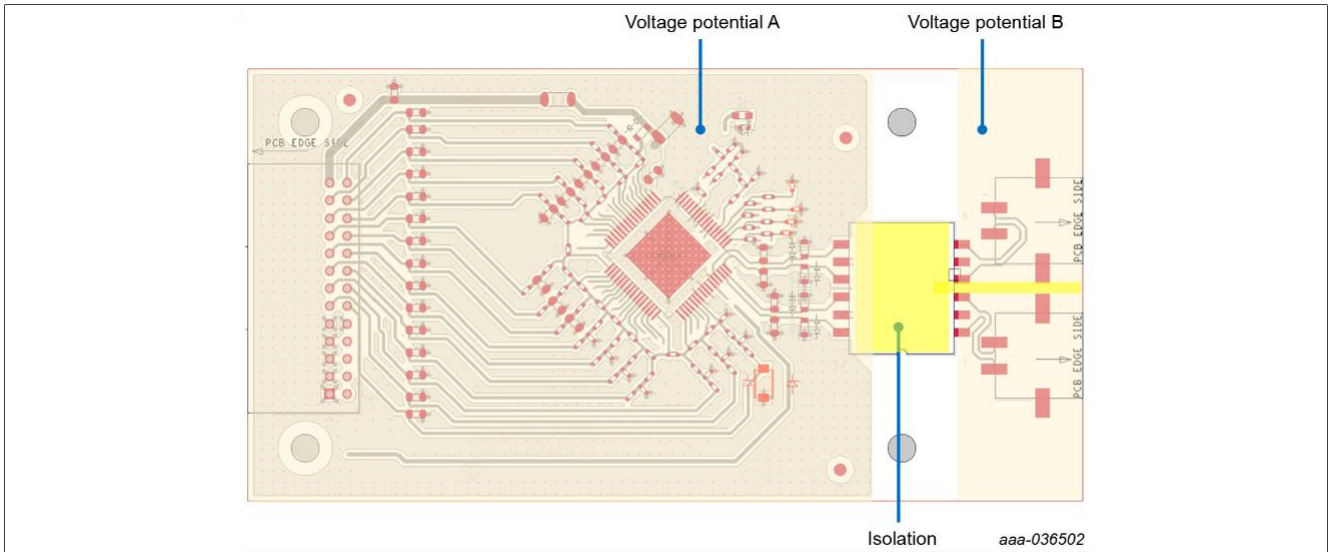 Voltage potential A
Voltage potential B
PCB EDGE SIDE
PCB EDGE SIDE
PCB EDGE SIDE
Isolation
aaa-036502